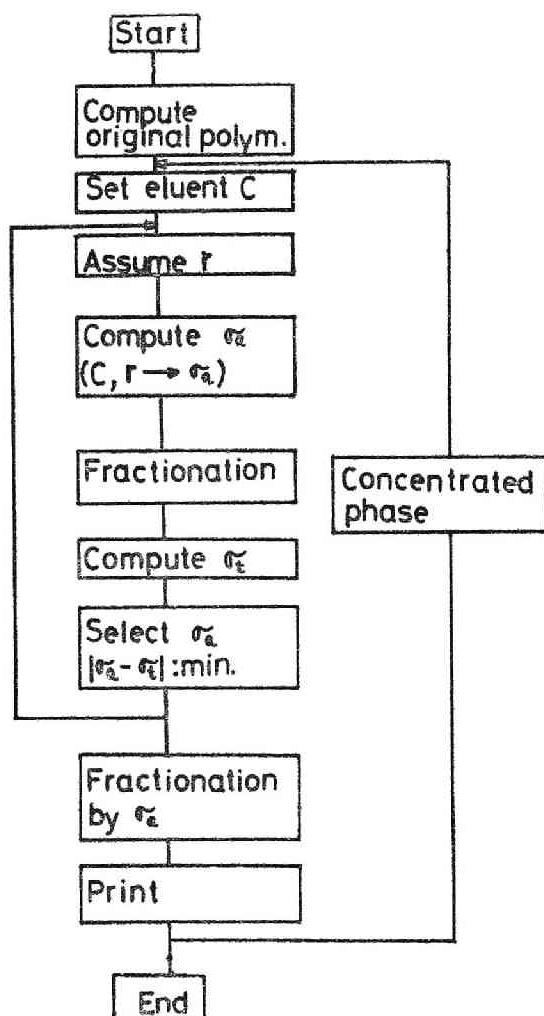 Start
Compute
original polym.
Set eluent C
Assume r
Compute σa
(C, r → σa)
Fractionation
Compute σt
Select σa
|σa - σt| :min.
Fractionation
by σa
Print
End
Concentrated
phase